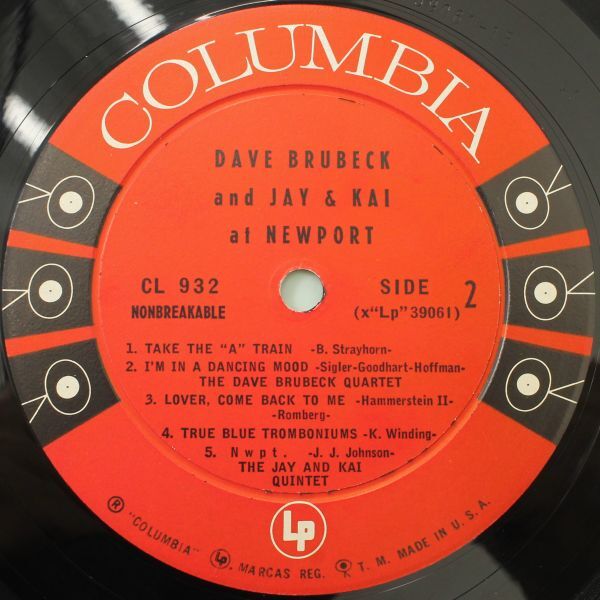 COLUMBIA
DAVE BRUBECK
and JAY & KAI
at NEWPORT
CL 932
NONBREAKABLE
SIDE 2
(x"Lp" 39061)
1. TAKE THE "A" TRAIN -B. Strayhorn-
2. I'M IN A DANCING MOOD -Sigler-Goodhart-Hoffman-
THE DAVE BRUBECK QUARTET
3. LOVER, COME BACK TO ME -Hammerstein II-
-Romberg-
4. TRUE BLUE TROMBONIUMS -K. Winding-
5. Nwpt. -J. J. Johnson-
THE JAY AND KAI
QUINTET
Lp
® "COLUMBIA" Lp, MARCAS REG. T. M. MADE IN U.S.A.